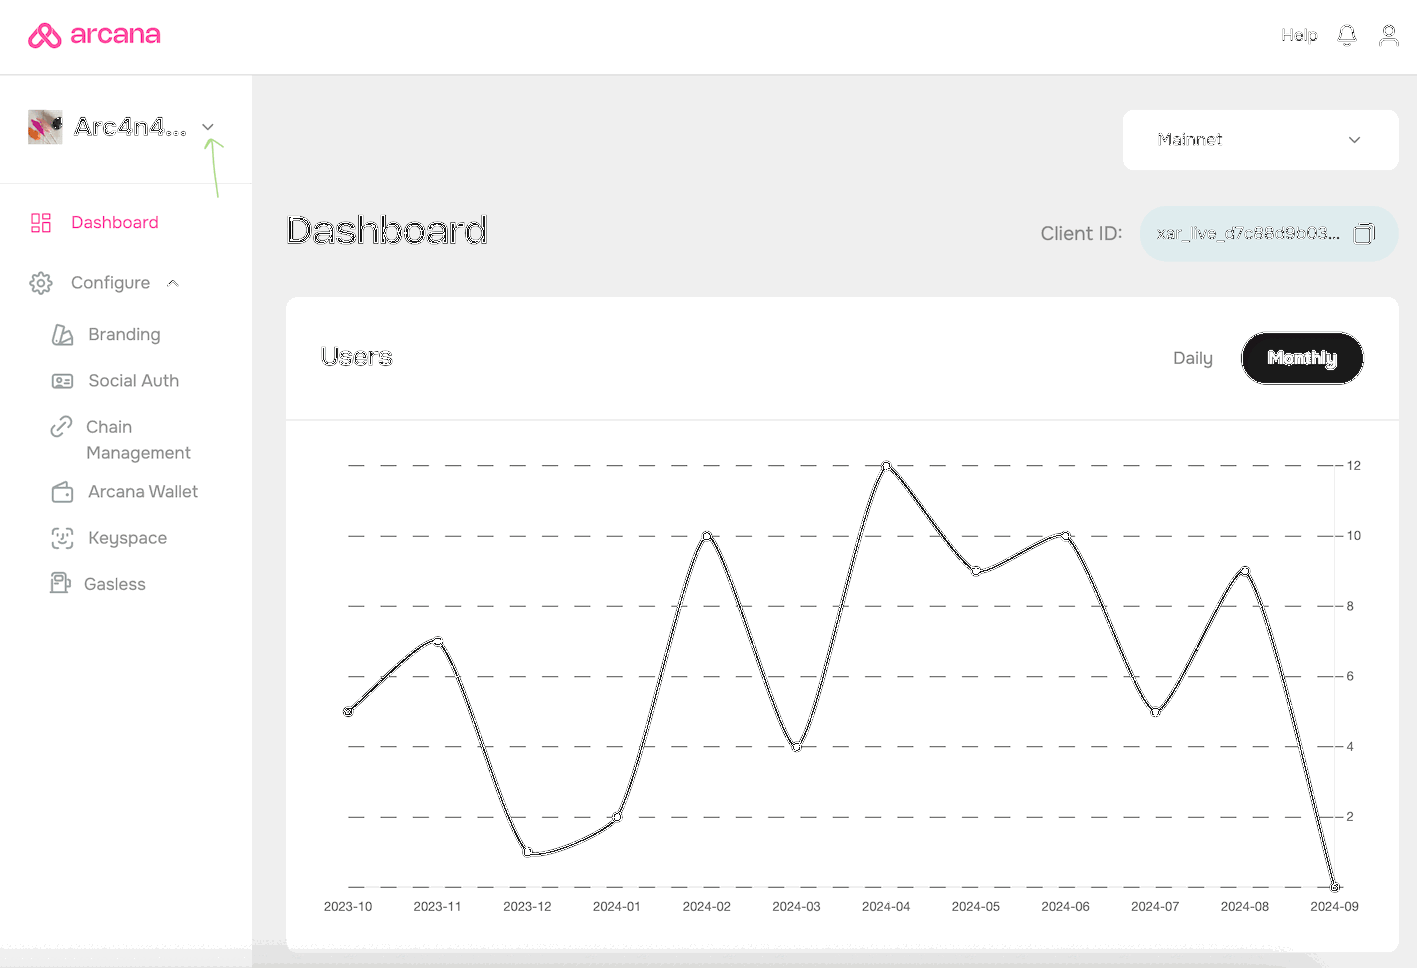 arcana
Help
Arc4n4...
Mainnet
Dashboard
Dashboard
Client ID:
xar_live_d7c88d9b03...
Configure
Branding
Social Auth
Chain
Management
Arcana Wallet
Keyspace
Gasless
Users
Daily
Monthly
12
10
8
6
4
2
2023-10
2023-11
2023-12
2024-01
2024-02
2024-03
2024-04
2024-05
2024-06
2024-07
2024-08
2024-09